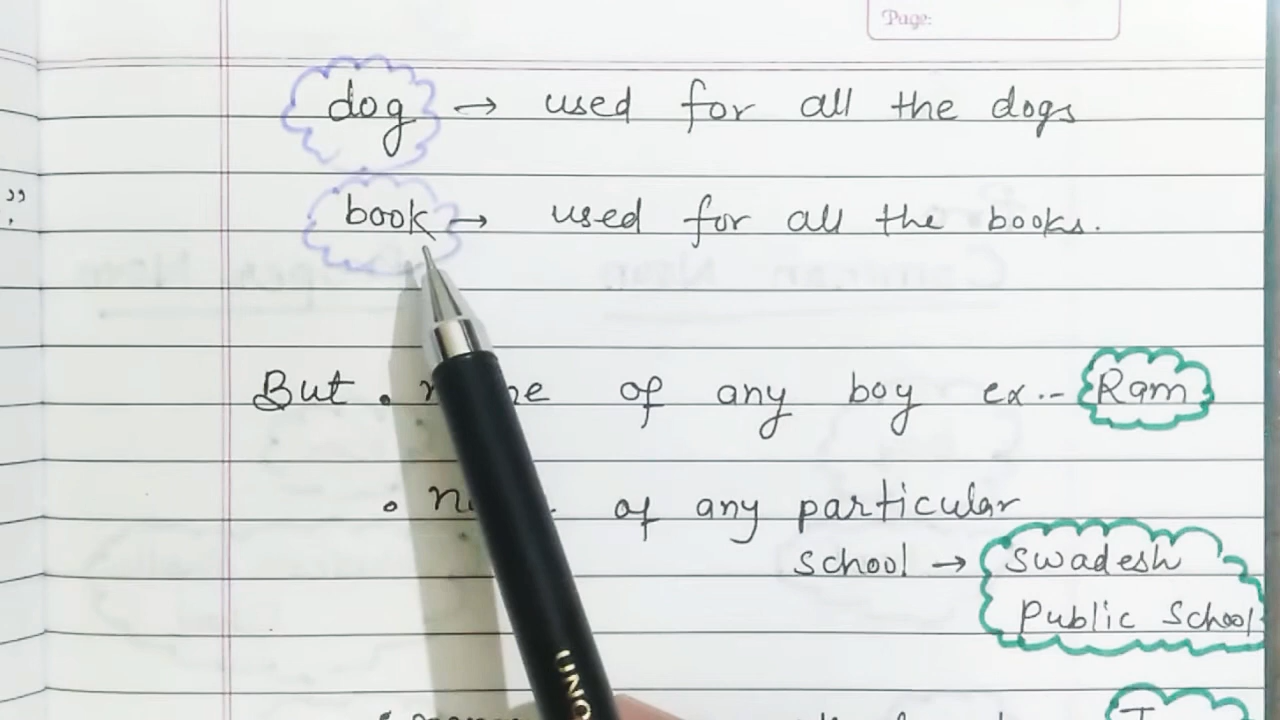 Page:
dog → used for all the dogs
”
book → used for all the books.
But • of any boy ex.- Ram
• of any particular
school → Swadesh
Public School
UNO